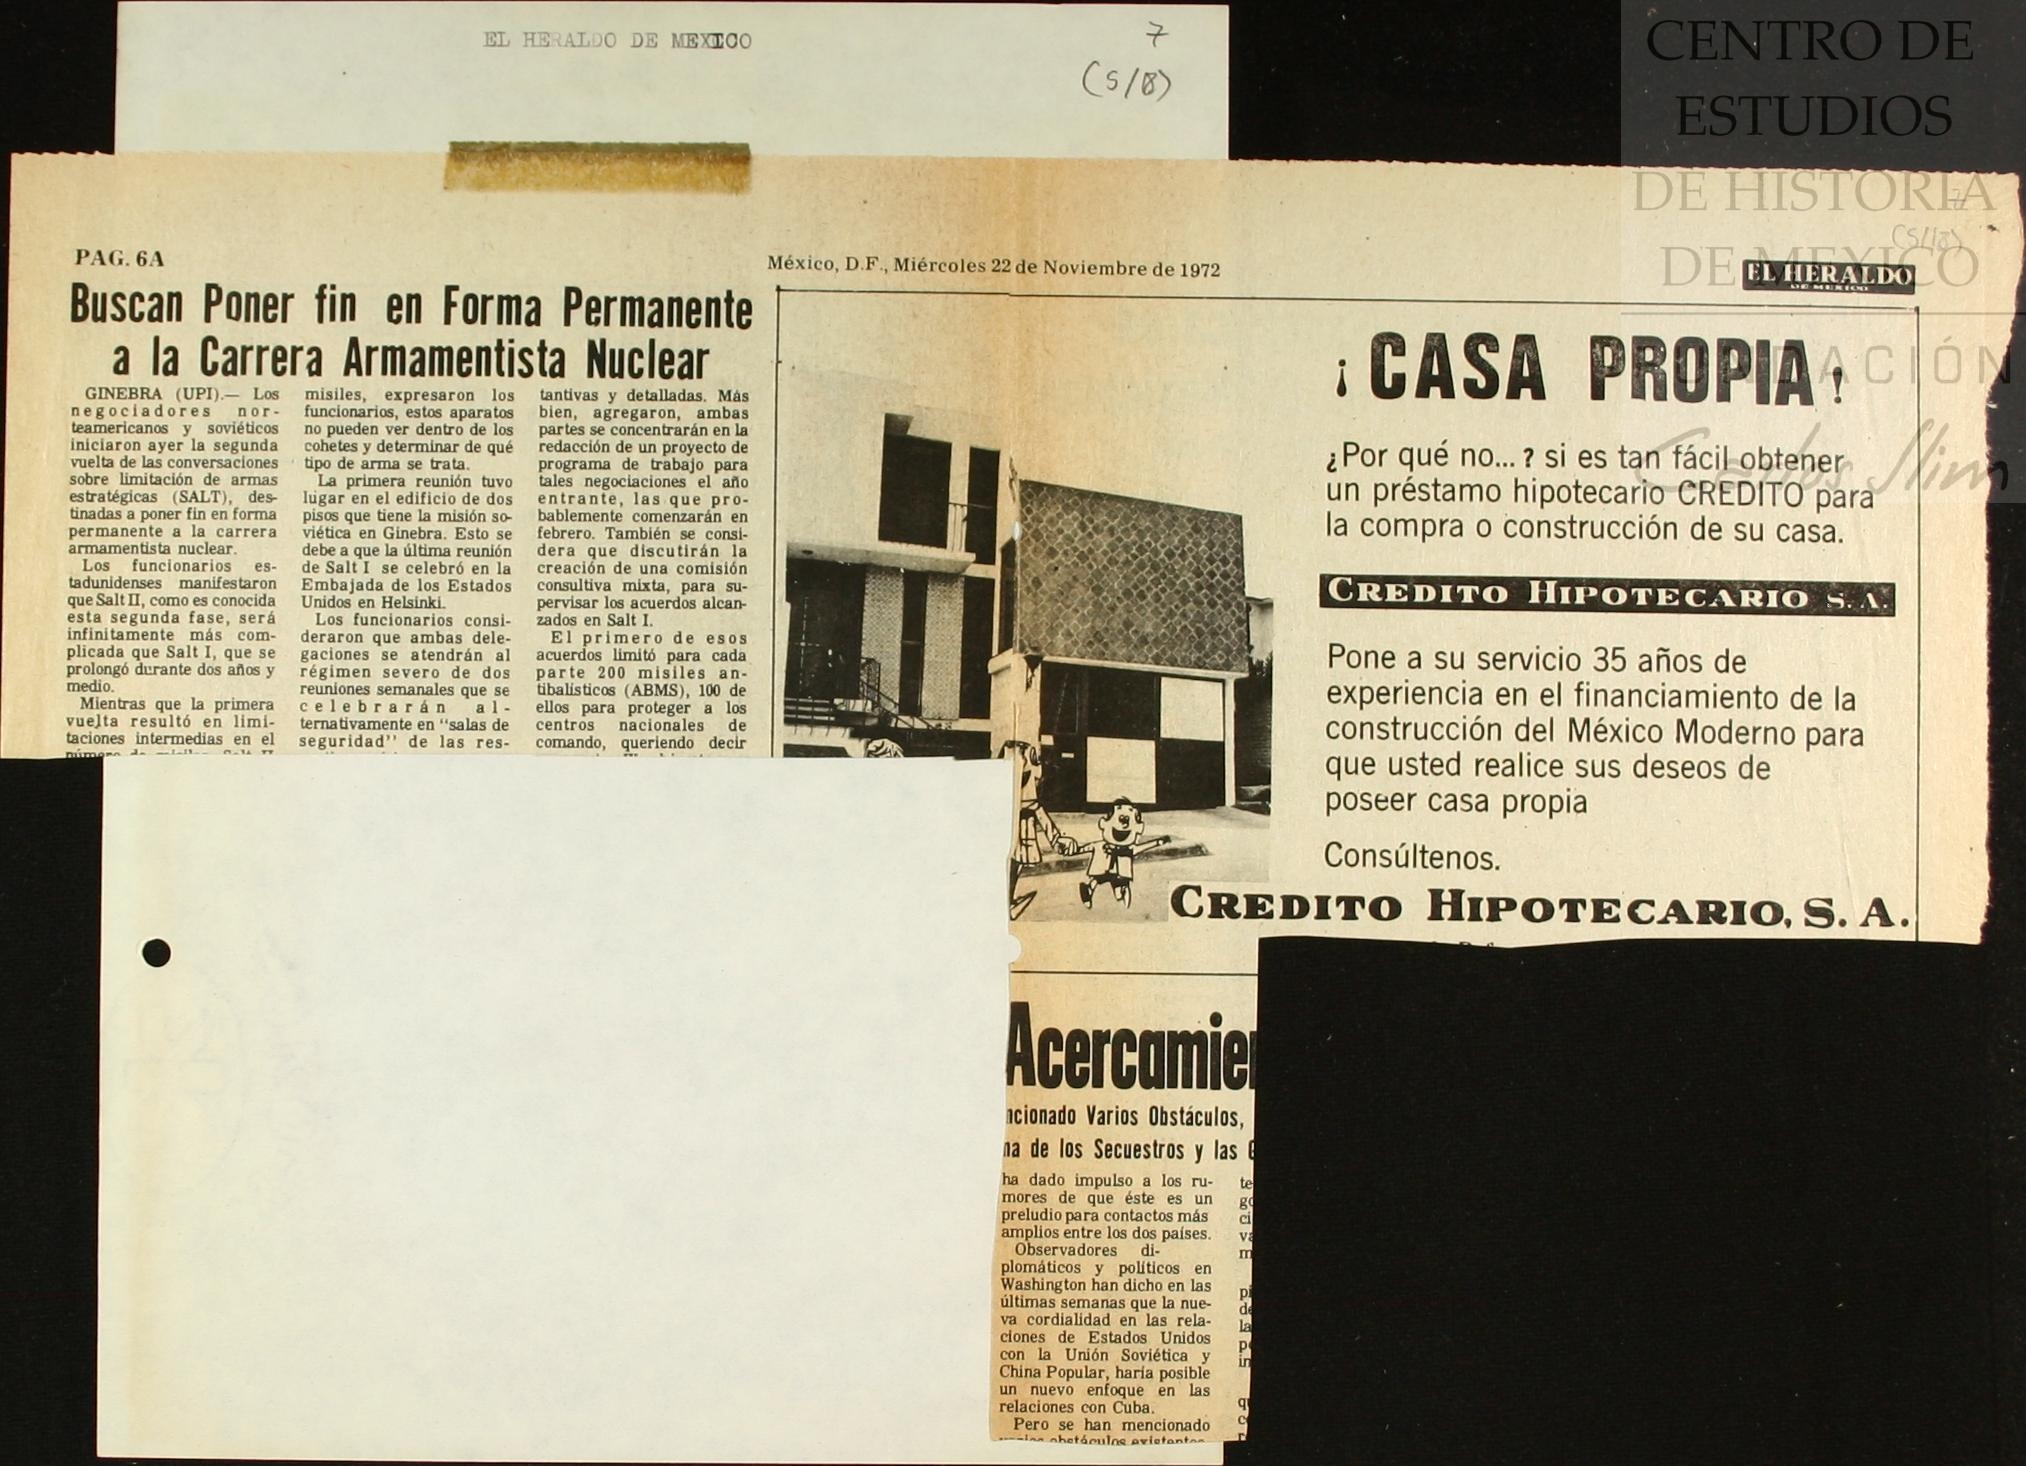 EL HERALDO DE MEXICO
7
(S/B)
CENTRO DE
ESTUDIOS
DE HISTORIA
DE MEXICO
FUNDACIÓN
Carlos Slim
PAG. 6A
México, D.F., Miércoles 22 de Noviembre de 1972
EL HERALDO
DE MEXICO
Buscan Poner fin en Forma Permanente
a la Carrera Armamentista Nuclear
GINEBRA (UPI).— Los
negociadores nor-
teamericanos y soviéticos
iniciaron ayer la segunda
vuelta de las conversaciones
sobre limitación de armas
estratégicas (SALT), des-
tinadas a poner fin en forma
permanente a la carrera
armamentista nuclear.
Los funcionarios es-
tadunidenses manifestaron
que Salt II, como es conocida
esta segunda fase, será
infinitamente más com-
plicada que Salt I, que se
prolongó durante dos años y
medio.
Mientras que la primera
vuelta resultó en limi-
taciones intermedias en el
número de misiles, Salt II
misiles, expresaron los
funcionarios, estos aparatos
no pueden ver dentro de los
cohetes y determinar de qué
tipo de arma se trata.
La primera reunión tuvo
lugar en el edificio de dos
pisos que tiene la misión so-
viética en Ginebra. Esto se
debe a que la última reunión
de Salt I se celebró en la
Embajada de los Estados
Unidos en Helsinki.
Los funcionarios consi-
deraron que ambas dele-
gaciones se atendrán al
régimen severo de dos
reuniones semanales que se
celebrarán al-
ternativamente en "salas de
seguridad" de las res-
tantivas y detalladas. Más
bien, agregaron, ambas
partes se concentrarán en la
redacción de un proyecto de
programa de trabajo para
tales negociaciones el año
entrante, las que pro-
bablemente comenzarán en
febrero. También se consi-
dera que discutirán la
creación de una comisión
consultiva mixta, para su-
pervisar los acuerdos alcan-
zados en Salt I.
El primero de esos
acuerdos limitó para cada
parte 200 misiles an-
tibalísticos (ABMS), 100 de
ellos para proteger a los
centros nacionales de
comando, queriendo decir
¡CASA PROPIA!
¿Por qué no...? si es tan fácil obtener
un préstamo hipotecario CREDITO para
la compra o construcción de su casa.
CREDITO HIPOTECARIO S. A.
Pone a su servicio 35 años de
experiencia en el financiamiento de la
construcción del México Moderno para
que usted realice sus deseos de
poseer casa propia
Consúltenos.
CREDITO HIPOTECARIO, S. A.
Acercamie
ncionado Varios Obstáculos,
na de los Secuestros y las
ha dado impulso a los ru-
mores de que éste es un
preludio para contactos más
amplios entre los dos países.
Observadores di-
plomáticos y políticos en
Washington han dicho en las
últimas semanas que la nue-
va cordialidad en las rela-
ciones de Estados Unidos
con la Unión Soviética y
China Popular, haría posible
un nuevo enfoque en las
relaciones con Cuba.
Pero se han mencionado
varios obstáculos existentes